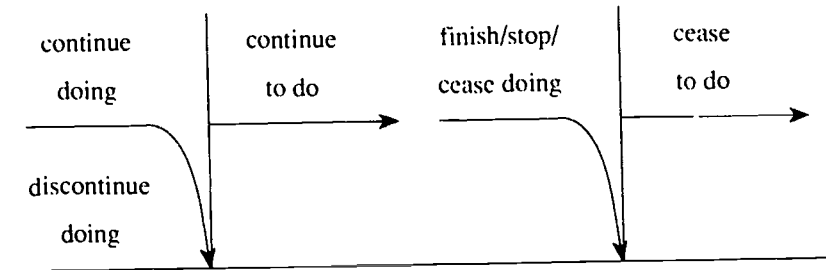 continue
doing
continue
to do
finish/stop/
cease doing
cease
to do
discontinue
doing